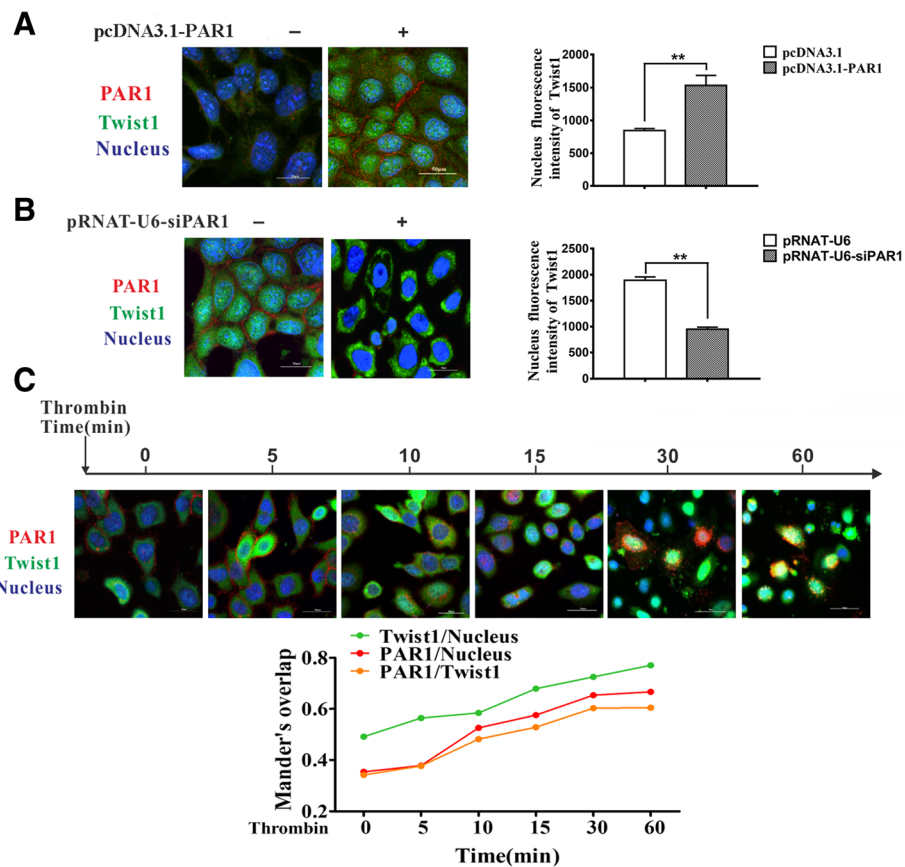 A
pcDNA3.1-PAR1 – +
PAR1
Twist1
Nucleus
50μm
Nucleus fluorescence
intensity of Twist1
2000
1500
1000
500
0
**
pcDNA3.1
pcDNA3.1-PAR1
B
pRNAT-U6-siPAR1 – +
PAR1
Twist1
Nucleus
Nucleus fluorescence
intensity of Twist1
2500
2000
1500
1000
500
0
**
pRNAT-U6
pRNAT-U6-siPAR1
C
Thrombin
Time(min)
0 5 10 15 30 60
PAR1
Twist1
Nucleus
Twist1/Nucleus
PAR1/Nucleus
PAR1/Twist1
Mander's overlap
0.8
0.6
0.4
0.2
Thrombin 0 5 10 15 30 60
Time(min)